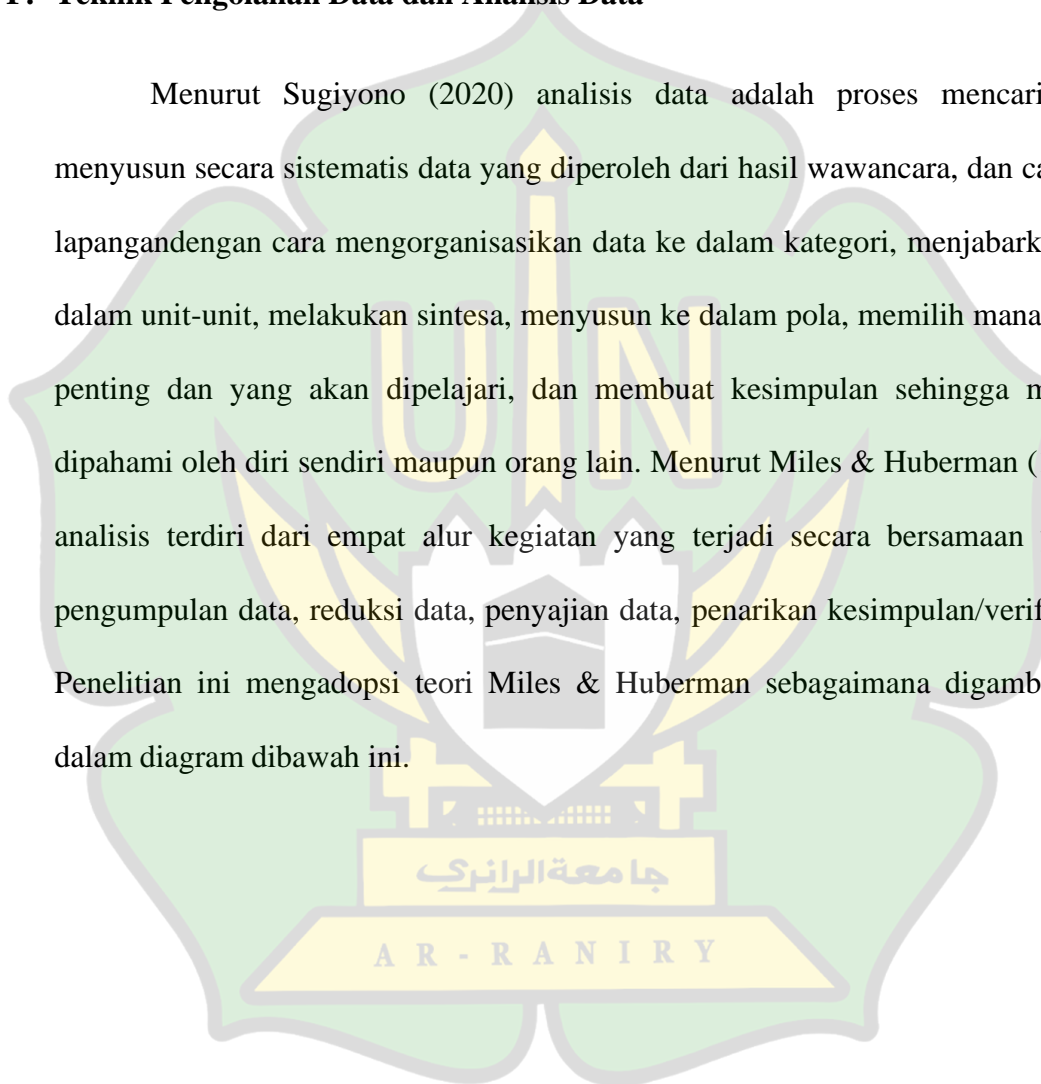 Teknik Pengolahan Data dan Analisis Data
Menurut Sugiyono (2020) analisis data adalah proses mencari
menyusun secara sistematis data yang diperoleh dari hasil wawancara, dan ca
lapangandengan cara mengorganisasikan data ke dalam kategori, menjabark
dalam unit-unit, melakukan sintesa, menyusun ke dalam pola, memilih mana
penting dan yang akan dipelajari, dan membuat kesimpulan sehingga m
dipahami oleh diri sendiri maupun orang lain. Menurut Miles & Huberman (
analisis terdiri dari empat alur kegiatan yang terjadi secara bersamaan
pengumpulan data, reduksi data, penyajian data, penarikan kesimpulan/verif
Penelitian ini mengadopsi teori Miles & Huberman sebagaimana digamb
dalam diagram dibawah ini.
UIN
جامعة الرانري
AR-RANIRY